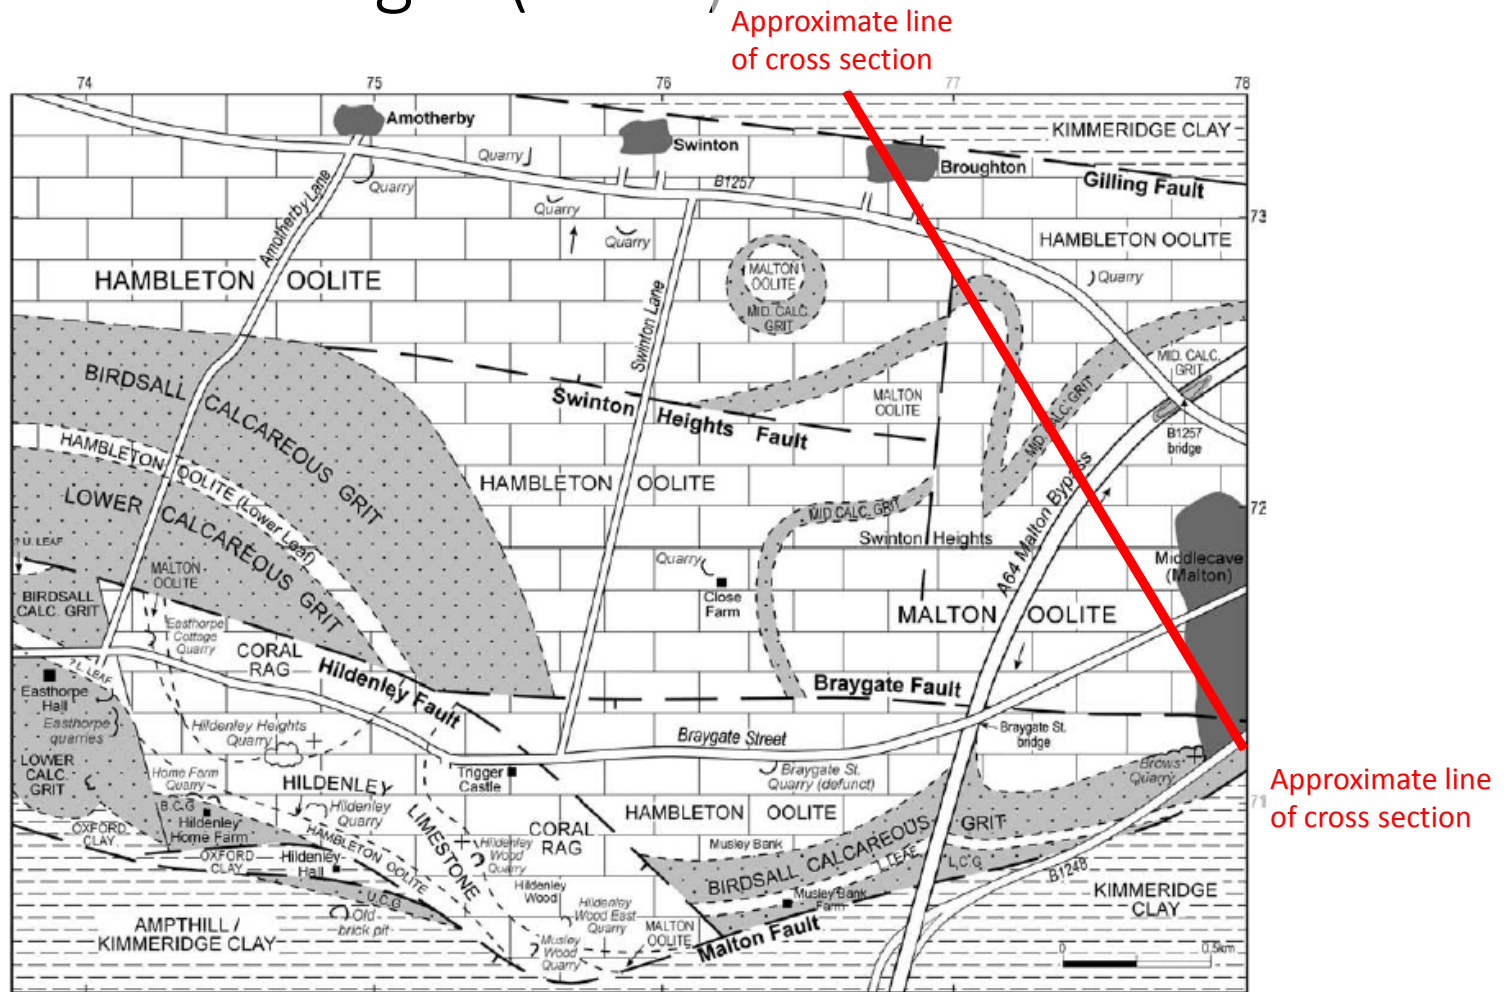 Approximate line
of cross section
74
75
76
77
78
Amotherby
Swinton
Broughton
KIMMERIDGE CLAY
Gilling Fault
Quarry
Quarry
Amotherby Lane
B1257
Quarry
Quarry
73
HAMBLETON OOLITE
Quarry
HAMBLETON OOLITE
MALTON
OOLITE
MID. CALC.
GRIT
Swinton Lane
BIRDSALL CALCAREOUS GRIT
Swinton Heights Fault
MALTON
OOLITE
MID. CALC. GRIT
MID. CALC.
GRIT
B1257
bridge
HAMBLETON OOLITE (Lower Leaf)
LOWER CALCAREOUS GRIT
HAMBLETON OOLITE
MID CALC. GRIT
Swinton Heights
A64 Malton Bypass
72
Middlecave
(Malton)
? U. LEAF
MALTON
OOLITE
BIRDSALL
CALC. GRIT
Quarry
Close
Farm
MALTON OOLITE
Easthorpe
Cottage
Quarry
CORAL
RAG
Hildenley Fault
Braygate Fault
? L. LEAF
Easthorpe
Hall
Easthorpe
quarries
Hildenley Heights
Quarry
Braygate Street
Braygate St.
bridge
LOWER
CALC.
GRIT
Home Farm
Quarry
HILDENLEY
LIMESTONE
Trigger
Castle
Braygate St.
Quarry (defunct)
Brows
Quarry
Approximate line
of cross section
71
B.C.G
Hildenley
Home Farm
Hildenley
Quarry
HAMBLETON OOLITE
HAMBLETON OOLITE
OXFORD
CLAY
OXFORD
CLAY
Hildenley
Hall
CORAL
RAG
Hildenley
Wood
Quarry
Musley Bank
BIRDSALL CALCAREOUS GRIT
L. LEAF
L.C.G
B1248
U.C.G
Old
brick pit
Hildenley
Wood
Hildenley
Wood East
Quarry
Musley Bank
Farm
KIMMERIDGE
CLAY
AMPTHILL /
KIMMERIDGE CLAY
Musley
Wood
Quarry
MALTON
OOLITE
Malton Fault
0
0.5km